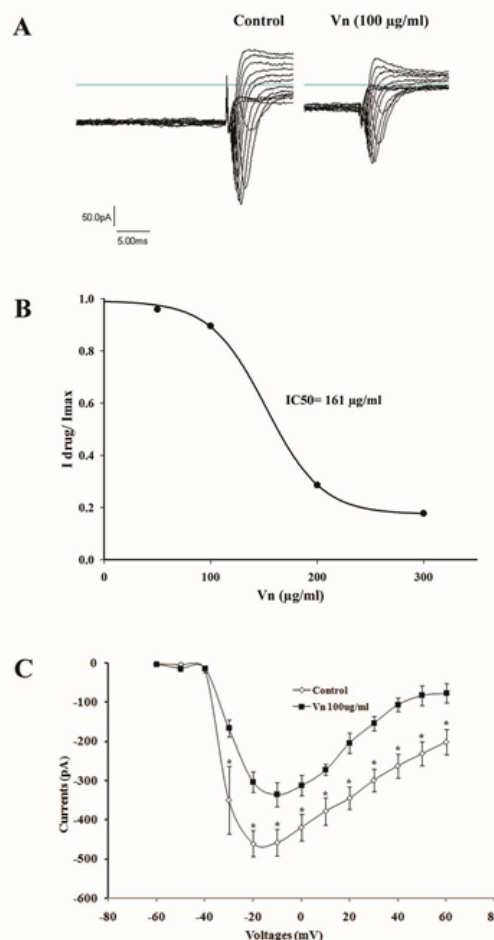 A
Control
Vn (100 µg/ml)
50.0pA
5.00ms
B
1.0
0.8
0.6
0.4
0.2
0.0
I drug/ Imax
IC50= 161 µg/ml
0
100
200
300
Vn (µg/ml)
C
0
-100
-200
-300
-400
-500
-600
Currents (pA)
Control
Vn 100ug/ml
* * * * * * * * * *
-80
-60
-40
-20
0
20
40
60
80
Voltages (mV)